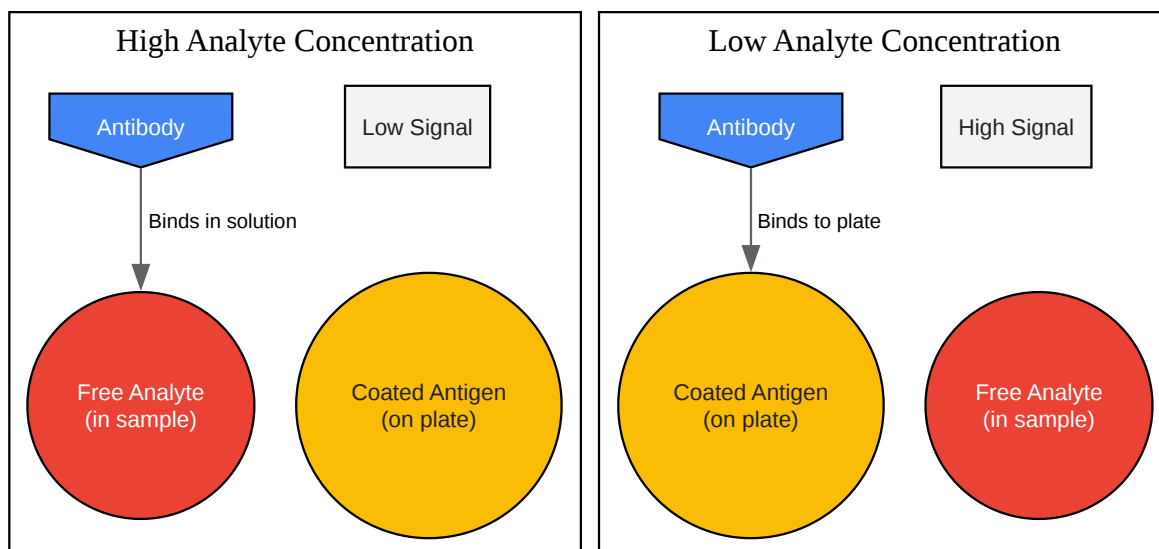 High Analyte Concentration
Antibody
Low Signal
Binds in solution
Free Analyte
(in sample)
Coated Antigen
(on plate)
Low Analyte Concentration
Antibody
High Signal
Binds to plate
Coated Antigen
(on plate)
Free Analyte
(in sample)